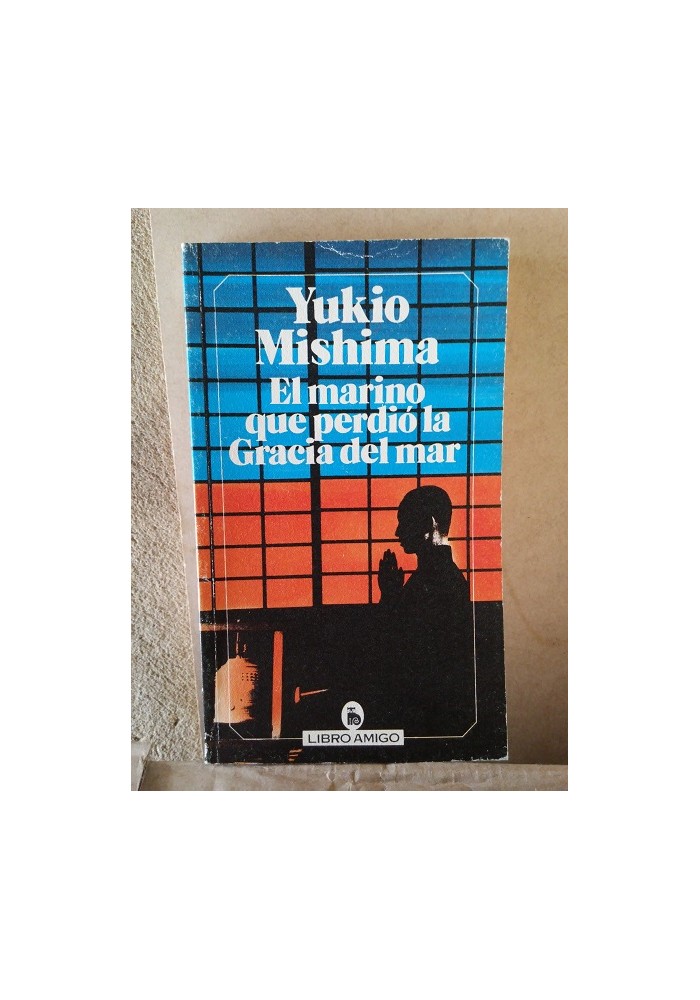 Yukio
Mishima
El marino
que perdió la
Gracia del mar
LIBRO AMIGO